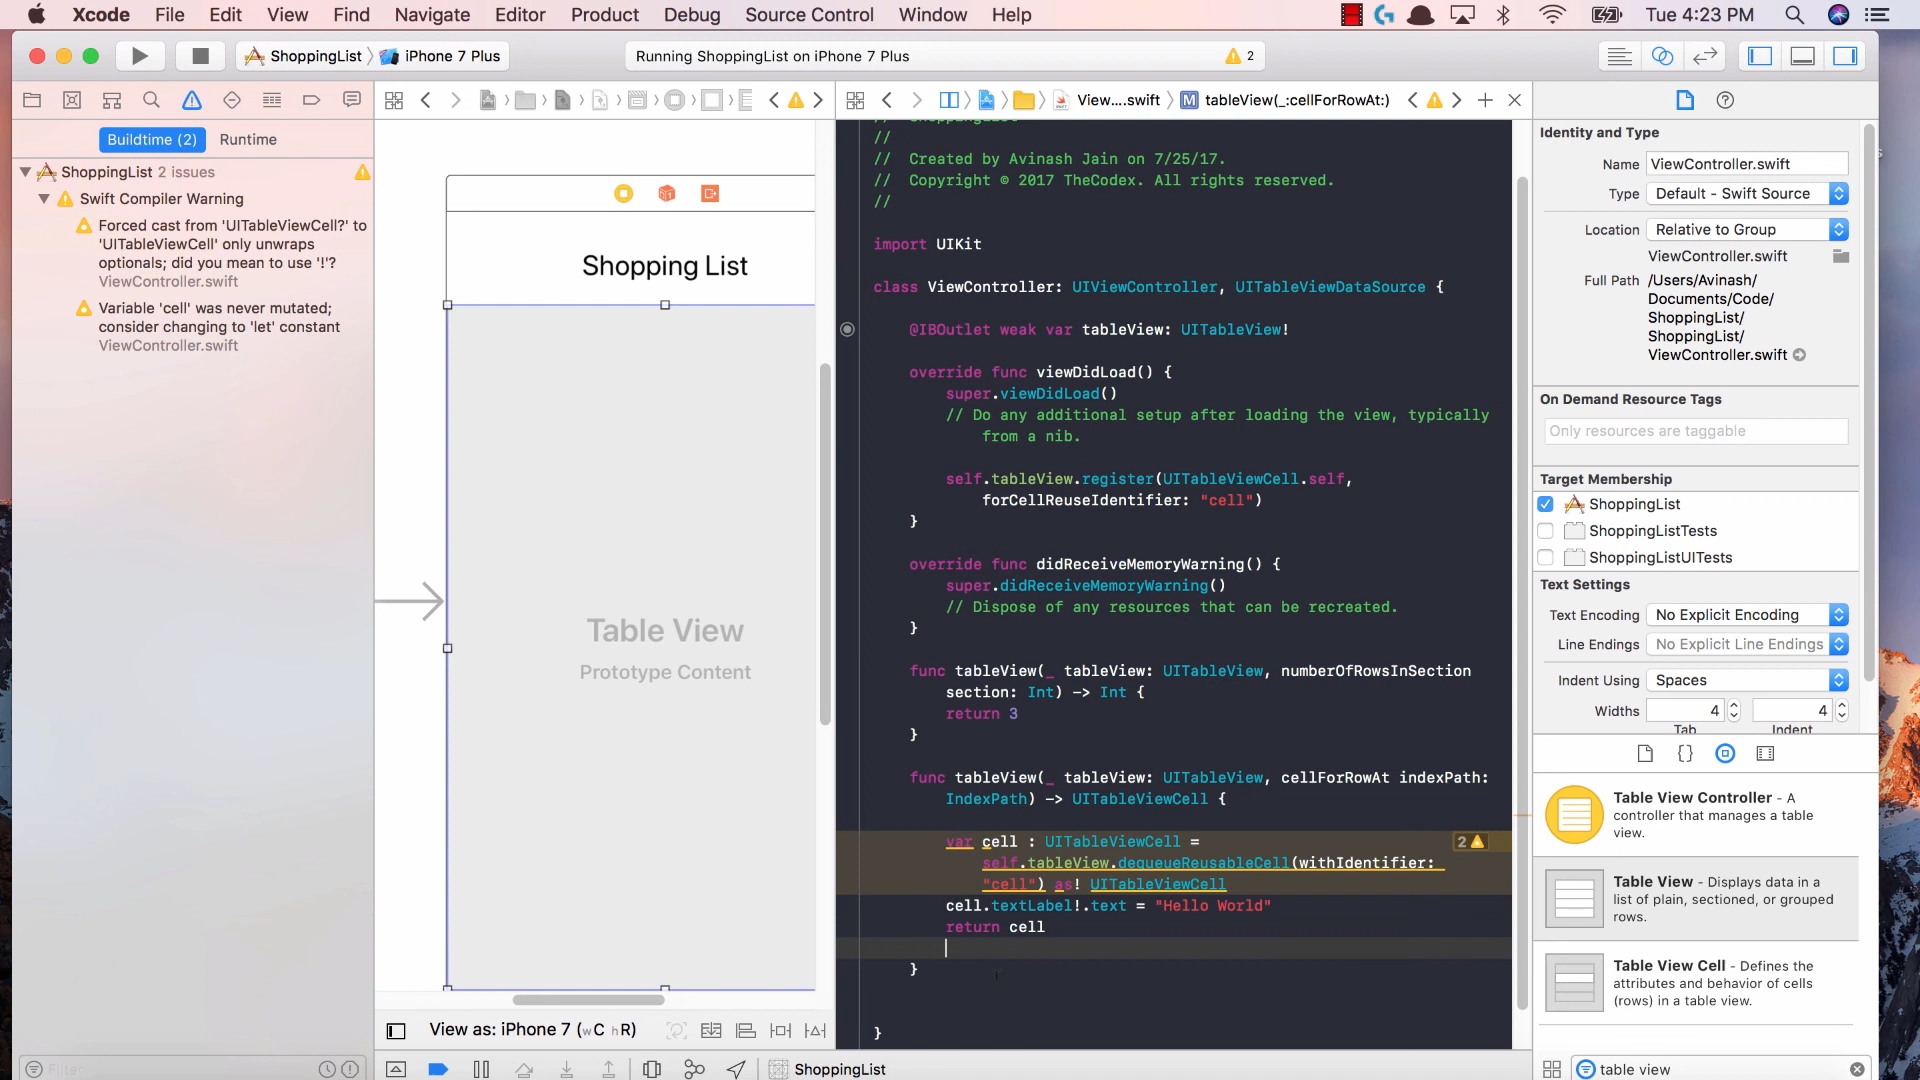 Xcode File Edit View Find Navigate Editor Product Debug Source Control Window Help Tue 4:23 PM
ShoppingList iPhone 7 Plus
Running ShoppingList on iPhone 7 Plus
2
View....swift
tableView(_:cellForRowAt:)
Buildtime (2)
Runtime
ShoppingList 2 issues
Swift Compiler Warning
Forced cast from 'UITableViewCell?' to
'UITableViewCell' only unwraps
optionals; did you mean to use '!'?
ViewController.swift
Variable 'cell' was never mutated;
consider changing to 'let' constant
ViewController.swift
Filter
Shopping List
Table View
Prototype Content
View as: iPhone 7 (wC hR)
ShoppingList
// ShoppingList
//
// Created by Avinash Jain on 7/25/17.
// Copyright © 2017 TheCodex. All rights reserved.
//
import UIKit
class ViewController: UIViewController, UITableViewDataSource {
@IBOutlet weak var tableView: UITableView!
override func viewDidLoad() {
super.viewDidLoad()
// Do any additional setup after loading the view, typically
from a nib.
self.tableView.register(UITableViewCell.self,
forCellReuseIdentifier: "cell")
}
override func didReceiveMemoryWarning() {
super.didReceiveMemoryWarning()
// Dispose of any resources that can be recreated.
}
func tableView(_ tableView: UITableView, numberOfRowsInSection
section: Int) -> Int {
return 3
}
func tableView(_ tableView: UITableView, cellForRowAt indexPath:
IndexPath) -> UITableViewCell {
var cell : UITableViewCell =
2
self.tableView.dequeueReusableCell(withIdentifier:
"cell") as! UITableViewCell
cell.textLabel!.text = "Hello World"
return cell
}
}
Identity and Type
Name ViewController.swift
Type Default - Swift Source
Location Relative to Group
ViewController.swift
Full Path /Users/Avinash/
Documents/Code/
ShoppingList/
ShoppingList/
ViewController.swift
On Demand Resource Tags
Only resources are taggable
Target Membership
ShoppingList
ShoppingListTests
ShoppingListUITests
Text Settings
Text Encoding No Explicit Encoding
Line Endings No Explicit Line Endings
Indent Using Spaces
Widths 4 4
Tab Indent
{}
Table View Controller - A
controller that manages a table
view.
Table View - Displays data in a
list of plain, sectioned, or grouped
rows.
Table View Cell - Defines the
attributes and behavior of cells
(rows) in a table view.
table view